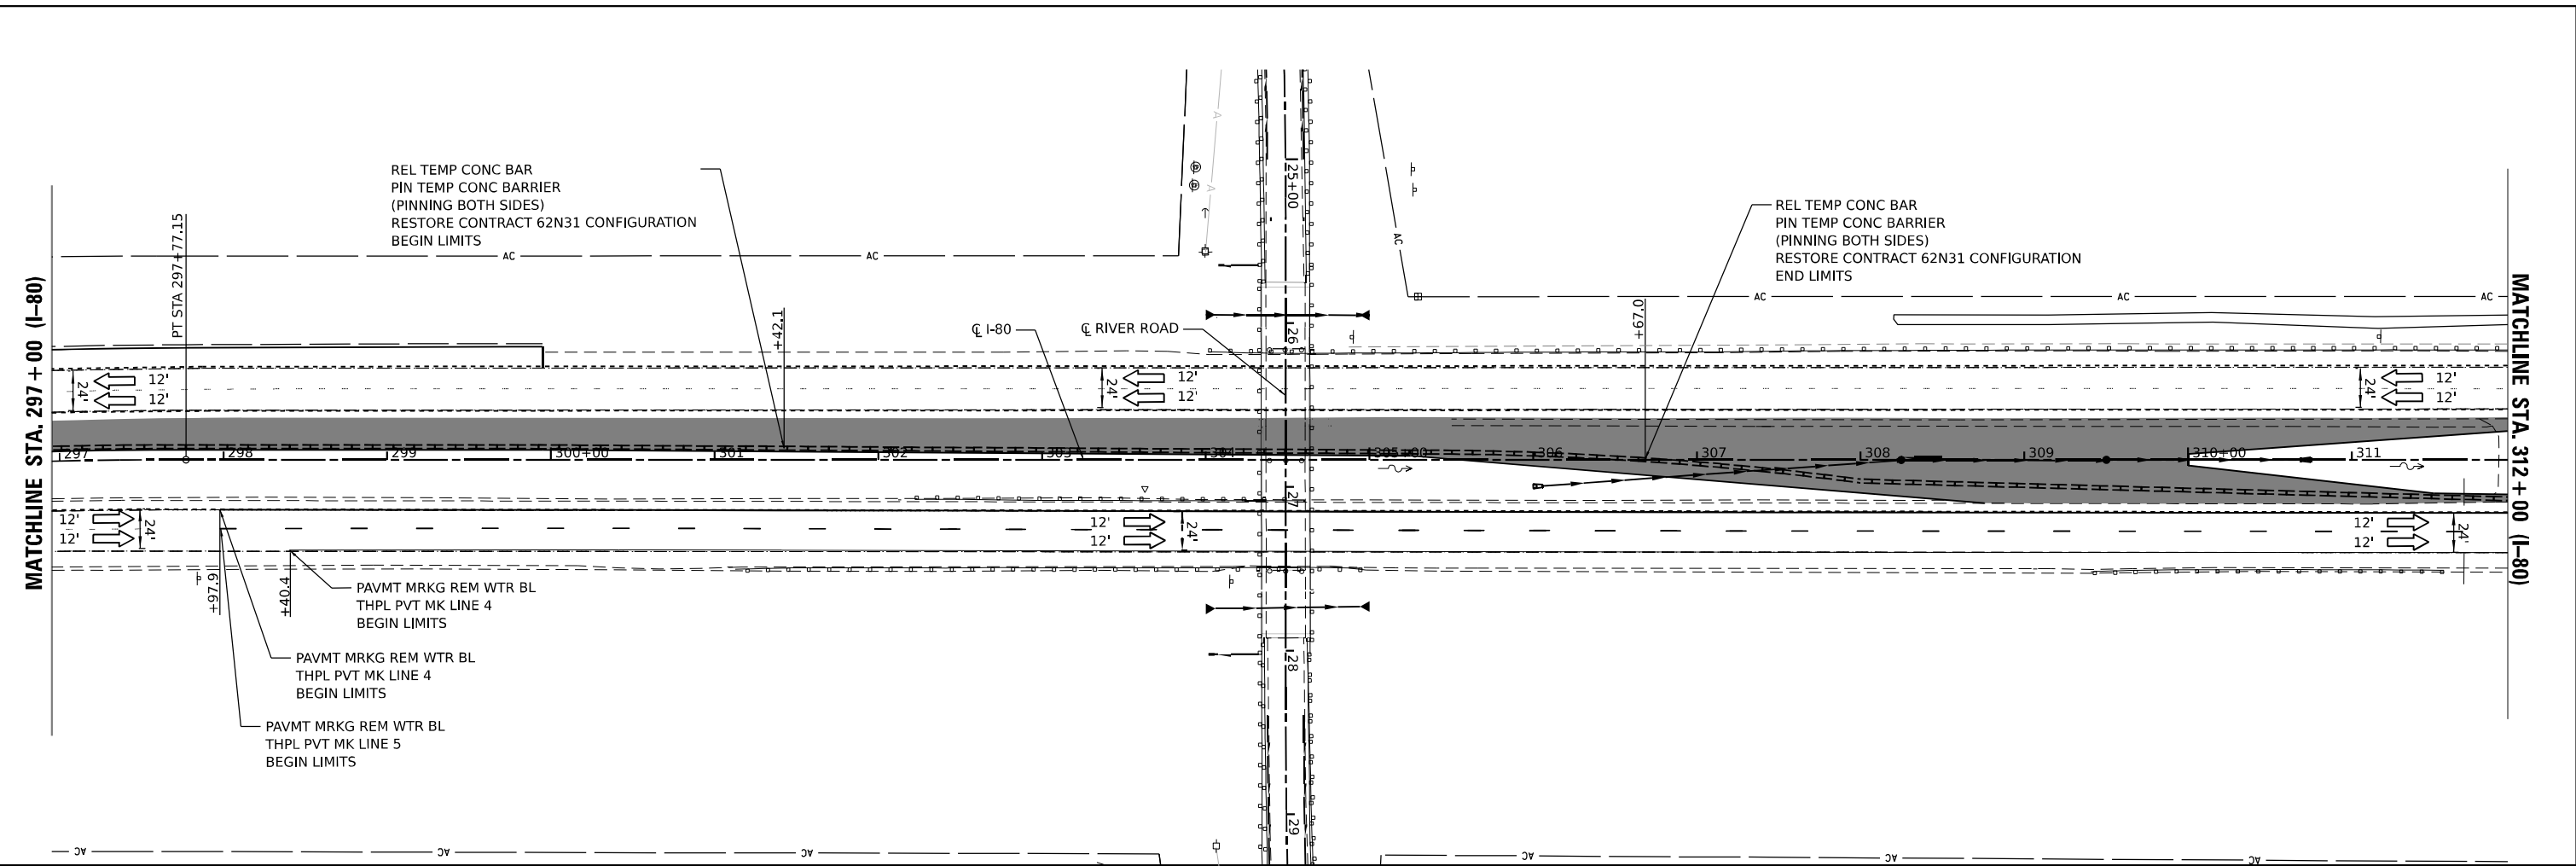 REL TEMP CONC BAR
PIN TEMP CONC BARRIER
(PINNING BOTH SIDES)
RESTORE CONTRACT 62N31 CONFIGURATION
BEGIN LIMITS
REL TEMP CONC BAR
PIN TEMP CONC BARRIER
(PINNING BOTH SIDES)
RESTORE CONTRACT 62N31 CONFIGURATION
END LIMITS
MATCHLINE STA. 297+00 (I-80)
PT STA 297+77.15
AC
AC
A
A
AC
AC
AC
AC
+42.1
℄ I-80
℄ RIVER ROAD
+67.0
25+00
26
27
28
29
24'
12'
12'
24'
12'
12'
24'
12'
12'
297
298
299
300+00
301
302
303
304
305+00
306
307
308
309
310+00
311
12'
12'
24'
12'
12'
24'
12'
12'
24'
MATCHLINE STA. 312+00 (I-80)
+97.9
+40.4
PAVMT MRKG REM WTR BL
THPL PVT MK LINE 4
BEGIN LIMITS
PAVMT MRKG REM WTR BL
THPL PVT MK LINE 4
BEGIN LIMITS
PAVMT MRKG REM WTR BL
THPL PVT MK LINE 5
BEGIN LIMITS
AC
AC
AC
AC
AC
AC